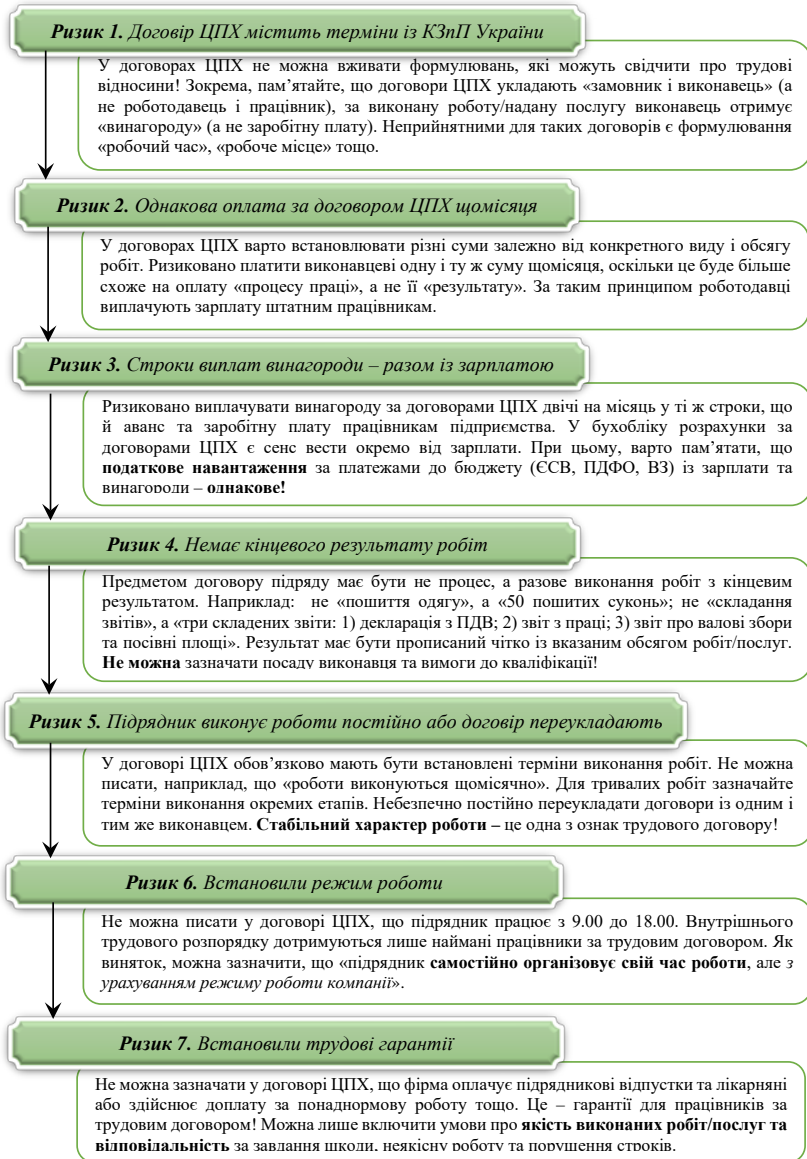 Ризик 1. Договір ЦПХ містить терміни із КЗпП України
У договорах ЦПХ не можна вживати формулювань, які можуть свідчити про трудові
відносини! Зокрема, пам’ятайте, що договори ЦПХ укладають «замовник і виконавець» (а
не роботодавець і працівник), за виконану роботу/надану послугу виконавець отримує
«винагороду» (а не заробітну плату). Неприйнятними для таких договорів є формулювання
«робочий час», «робоче місце» тощо.
Ризик 2. Однакова оплата за договором ЦПХ щомісяця
У договорах ЦПХ варто встановлювати різні суми залежно від конкретного виду і обсягу
робіт. Ризиковано платити виконавцеві одну і ту ж суму щомісяця, оскільки це буде більше
схоже на оплату «процесу праці», а не її «результату». За таким принципом роботодавці
виплачують зарплату штатним працівникам.
Ризик 3. Строки виплат винагороди – разом із зарплатою
Ризиковано виплачувати винагороду за договорами ЦПХ двічі на місяць у ті ж строки, що
й аванс та заробітну плату працівникам підприємства. У бухобліку розрахунки за
договорами ЦПХ є сенс вести окремо від зарплати. При цьому, варто пам’ятати, що
податкове навантаження за платежами до бюджету (ЄСВ, ПДФО, ВЗ) із зарплати та
винагороди – однакове!
Ризик 4. Немає кінцевого результату робіт
Предметом договору підряду має бути не процес, а разове виконання робіт з кінцевим
результатом. Наприклад: не «пошиття одягу», а «50 пошитих суконь»; не «складання
звітів», а «три складених звіти: 1) декларація з ПДВ; 2) звіт з праці; 3) звіт про валові збори
та посівні площі». Результат має бути прописаний чітко із вказаним обсягом робіт/послуг.
Не можна зазначати посаду виконавця та вимоги до кваліфікації!
Ризик 5. Підрядник виконує роботи постійно або договір переукладають
У договорі ЦПХ обов’язково мають бути встановлені терміни виконання робіт. Не можна
писати, наприклад, що «роботи виконуються щомісячно». Для тривалих робіт зазначайте
терміни виконання окремих етапів. Небезпечно постійно переукладати договори із одним і
тим же виконавцем. Стабільний характер роботи – це одна з ознак трудового договору!
Ризик 6. Встановили режим роботи
Не можна писати у договорі ЦПХ, що підрядник працює з 9.00 до 18.00. Внутрішнього
трудового розпорядку дотримуються лише наймані працівники за трудовим договором. Як
виняток, можна зазначити, що «підрядник самостійно організовує свій час роботи, але з
урахуванням режиму роботи компанії».
Ризик 7. Встановили трудові гарантії
Не можна зазначати у договорі ЦПХ, що фірма оплачує підрядникові відпустки та лікарняні
або здійснює доплату за понаднормову роботу тощо. Це – гарантії для працівників за
трудовим договором! Можна лише включити умови про якість виконаних робіт/послуг та
відповідальність за завдання шкоди, неякісну роботу та порушення строків.